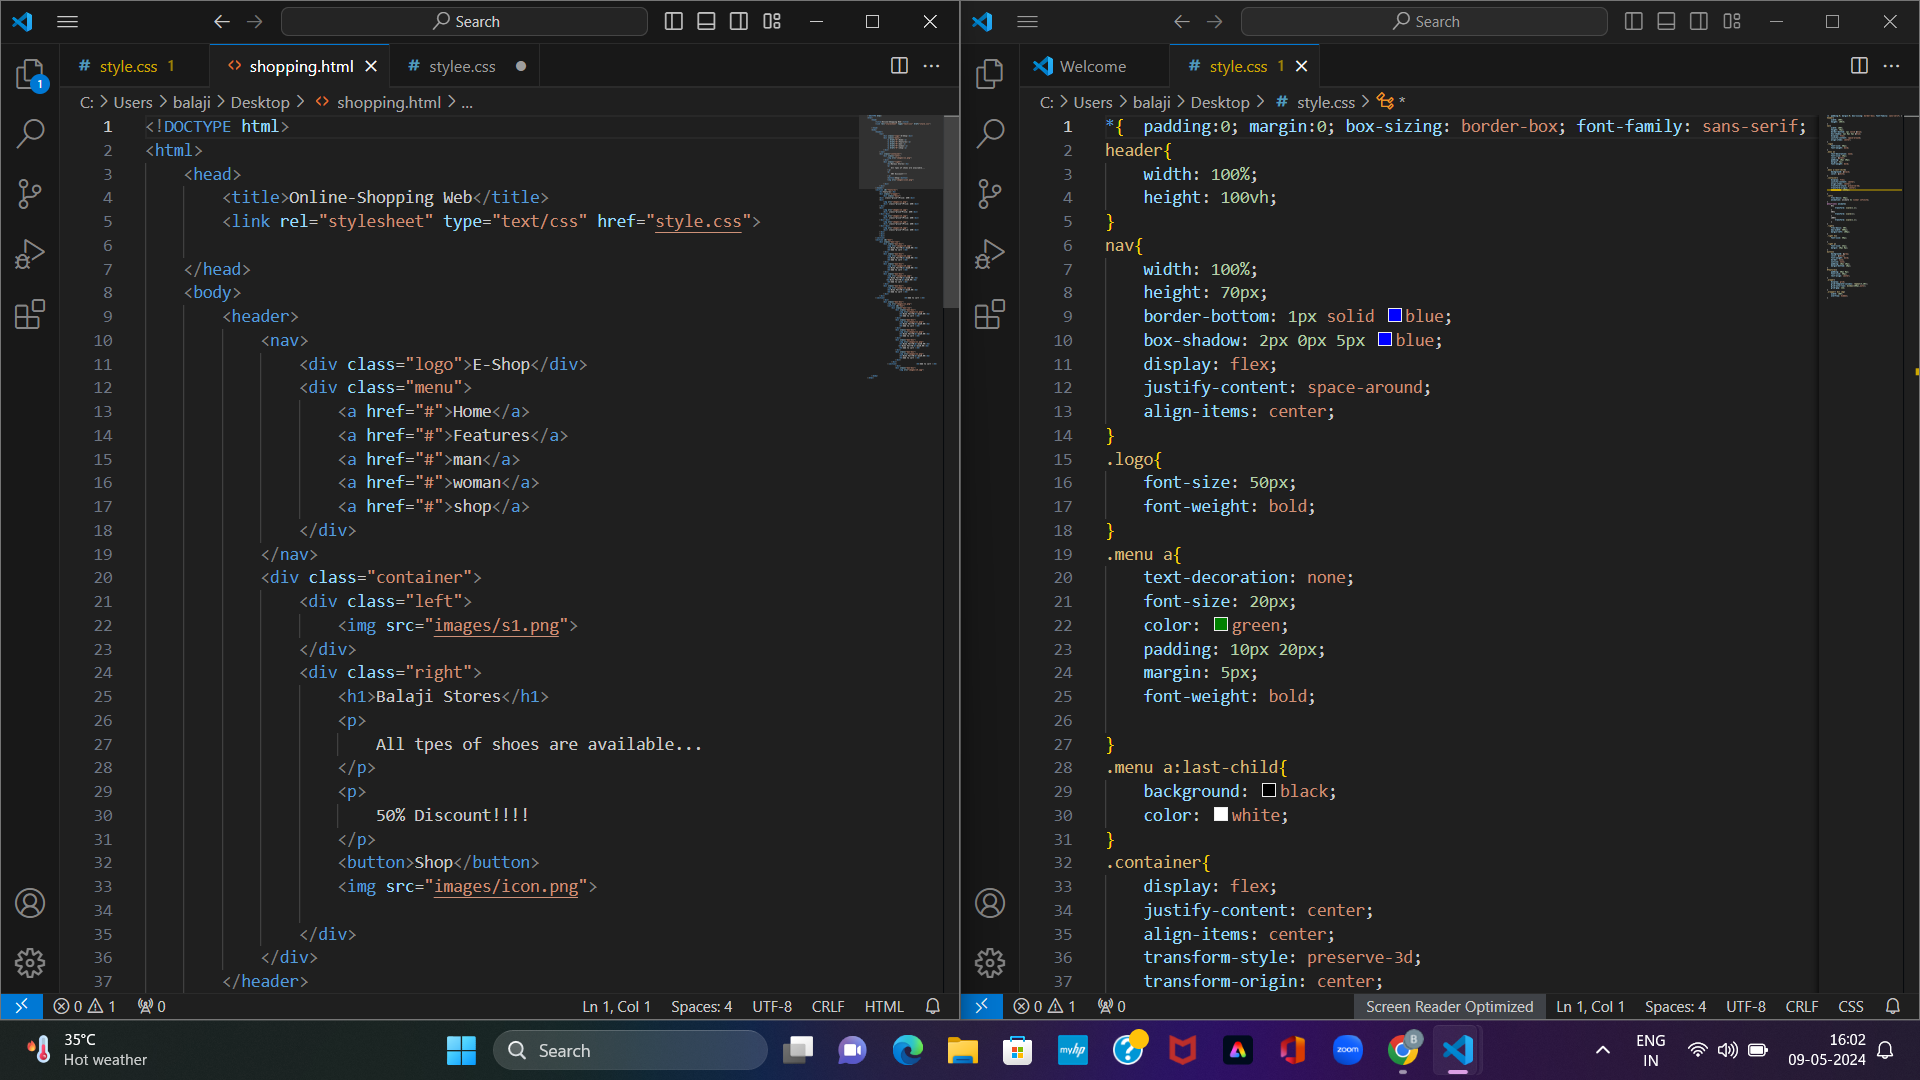 Search
Search
style.css 1
shopping.html
stylee.css
Welcome
style.css 1
1
C: > Users > balaji > Desktop > shopping.html > ...
C: > Users > balaji > Desktop > style.css > *
1 <!DOCTYPE html>
2 <html>
3 <head>
4 <title>Online-Shopping Web</title>
5 <link rel="stylesheet" type="text/css" href="style.css">
6
7 </head>
8 <body>
9 <header>
10 <nav>
11 <div class="logo">E-Shop</div>
12 <div class="menu">
13 <a href="#">Home</a>
14 <a href="#">Features</a>
15 <a href="#">man</a>
16 <a href="#">woman</a>
17 <a href="#">shop</a>
18 </div>
19 </nav>
20 <div class="container">
21 <div class="left">
22 <img src="images/s1.png">
23 </div>
24 <div class="right">
25 <h1>Balaji Stores</h1>
26 <p>
27 All tpes of shoes are available...
28 </p>
29 <p>
30 50% Discount!!!!
31 </p>
32 <button>Shop</button>
33 <img src="images/icon.png">
34
35 </div>
36 </div>
37 </header>
1 *{ padding:0; margin:0; box-sizing: border-box; font-family: sans-serif;
2 header{
3 width: 100%;
4 height: 100vh;
5 }
6 nav{
7 width: 100%;
8 height: 70px;
9 border-bottom: 1px solid blue;
10 box-shadow: 2px 0px 5px blue;
11 display: flex;
12 justify-content: space-around;
13 align-items: center;
14 }
15 .logo{
16 font-size: 50px;
17 font-weight: bold;
18 }
19 .menu a{
20 text-decoration: none;
21 font-size: 20px;
22 color: green;
23 padding: 10px 20px;
24 margin: 5px;
25 font-weight: bold;
26
27 }
28 .menu a:last-child{
29 background: black;
30 color: white;
31 }
32 .container{
33 display: flex;
34 justify-content: center;
35 align-items: center;
36 transform-style: preserve-3d;
37 transform-origin: center;
0 1 0 Ln 1, Col 1 Spaces: 4 UTF-8 CRLF HTML
0 1 0 Screen Reader Optimized Ln 1, Col 1 Spaces: 4 UTF-8 CRLF CSS
35°C
Hot weather
Search
myhp
zoom
B
ENG
IN
16:02
09-05-2024